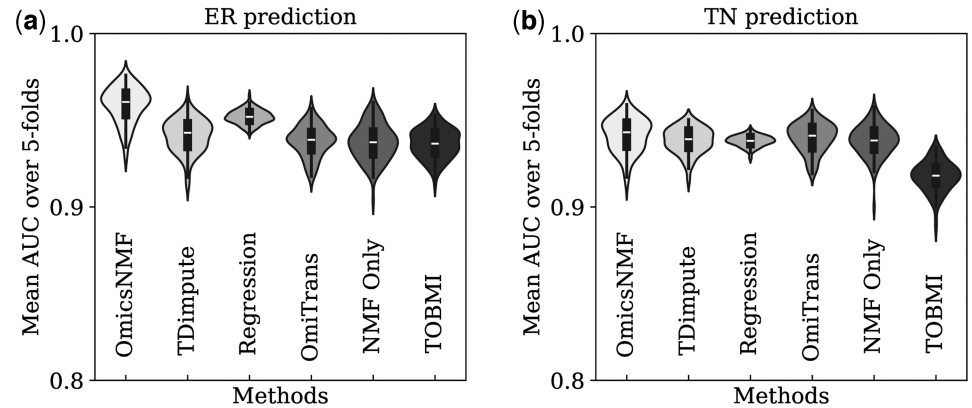 (a)
ER prediction
Mean AUC over 5-folds
1.0
0.9
0.8
OmicsNMF
TDimpute
Regression
OmiTrans
NMF Only
TOBMI
Methods
(b)
TN prediction
Mean AUC over 5-folds
1.0
0.9
0.8
OmicsNMF
TDimpute
Regression
OmiTrans
NMF Only
TOBMI
Methods